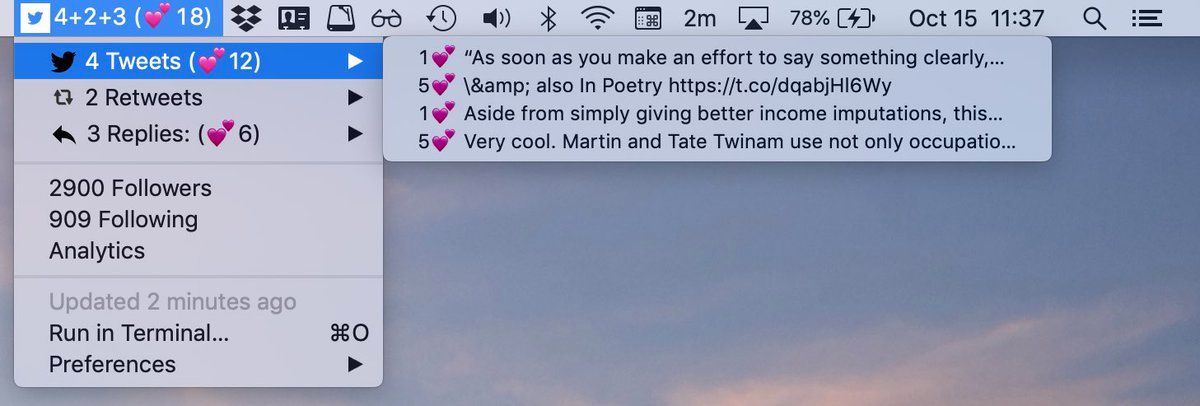 4+2+3 (💕 18)
2m
78%
Oct 15 11:37
4 Tweets (💕12)
2 Retweets
3 Replies: (💕6)
1💕 “As soon as you make an effort to say something clearly,...
5💕 \&amp; also In Poetry https://t.co/dqabjHl6Wy
1💕 Aside from simply giving better income imputations, this...
5💕 Very cool. Martin and Tate Twinam use not only occupatio...
2900 Followers
909 Following
Analytics
Updated 2 minutes ago
Run in Terminal... ⌘O
Preferences